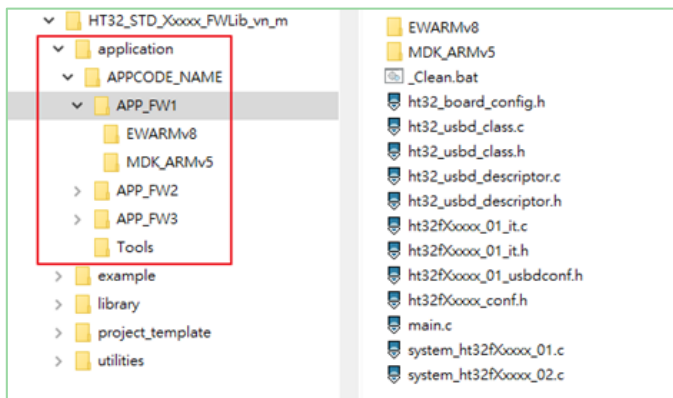 HT32_STD_Xxxxx_FWLib_vn_m
application
APPCODE_NAME
APP_FW1
EWARMv8
MDK_ARMv5
APP_FW2
APP_FW3
Tools
example
library
project_template
utilities
EWARMv8
MDK_ARMv5
_Clean.bat
ht32_board_config.h
ht32_usbd_class.c
ht32_usbd_class.h
ht32_usbd_descriptor.c
ht32_usbd_descriptor.h
ht32fXxxxx_01_it.c
ht32fXxxxx_01_it.h
ht32fXxxxx_01_usbdconf.h
ht32fXxxxx_conf.h
main.c
system_ht32fXxxxx_01.c
system_ht32fXxxxx_02.c